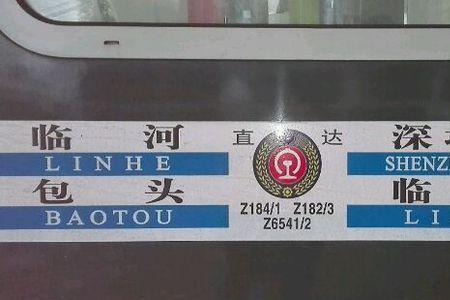 临河 直达 深
LINHE SHENZ
包头 临
BAOTOU LI
Z184/1 Z182/3
Z6541/2